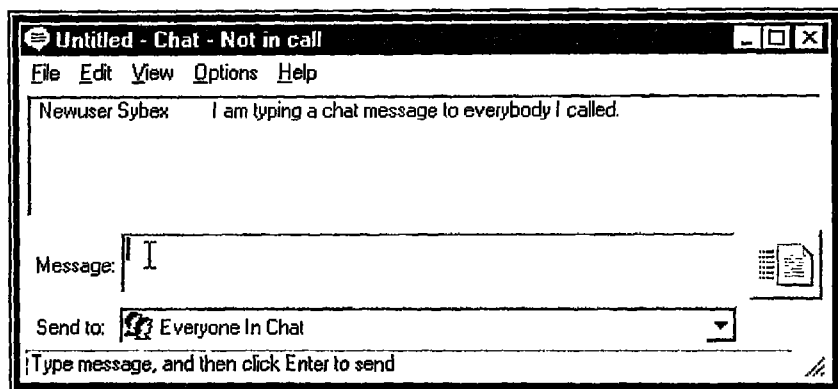 Untitled - Chat - Not in call
File Edit View Options Help
Newuser Sybex I am typing a chat message to everybody I called.
Message:
Send to: Everyone In Chat
Type message, and then click Enter to send